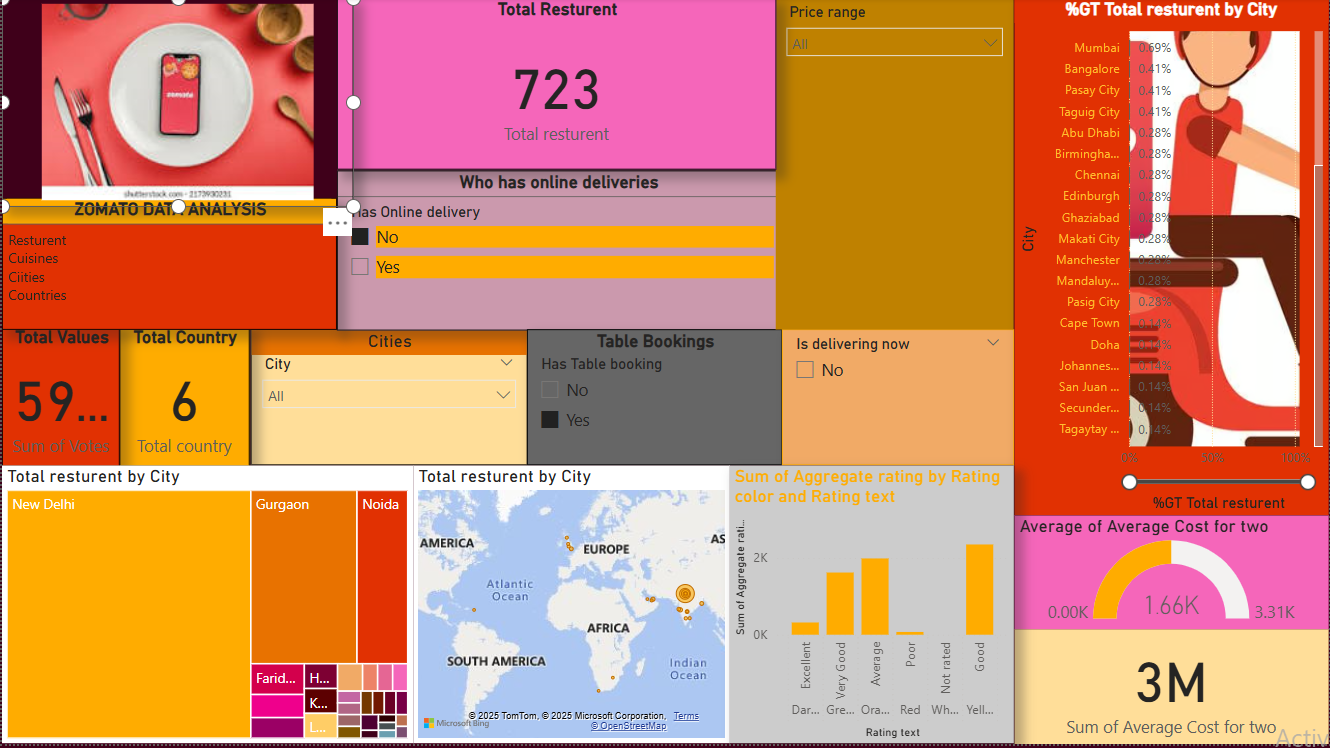 zomato
shutterstock.com · 2173930231
ZOMATO DATA ANALYSIS
Resturent
Cuisines
Ciities
Countries
Total Resturent
723
Total resturent
Who has online deliveries
Has Online delivery
No
Yes
Price range
All
%GT Total resturent by City
City
Mumbai 0.69%
Bangalore 0.41%
Pasay City 0.41%
Taguig City 0.41%
Abu Dhabi 0.28%
Birmingha... 0.28%
Chennai 0.28%
Edinburgh 0.28%
Ghaziabad 0.28%
Makati City 0.28%
Manchester 0.28%
Mandaluy... 0.28%
Pasig City 0.28%
Cape Town 0.14%
Doha 0.14%
Johannes... 0.14%
San Juan ... 0.14%
Secunder... 0.14%
Tagaytay ... 0.14%
0% 50% 100%
%GT Total resturent
Total Values
59...
Sum of Votes
Total Country
6
Total country
Cities
City
All
Table Bookings
Has Table booking
No
Yes
Is delivering now
No
Total resturent by City
New Delhi
Gurgaon
Noida
Farid...
H...
K...
L...
Total resturent by City
AMERICA
EUROPE
AS
Atlantic
Ocean
AFRICA
SOUTH AMERICA
Indian
Ocean
Microsoft Bing
© 2025 TomTom, © 2025 Microsoft Corporation, Terms
© OpenStreetMap
Sum of Aggregate rating by Rating
color and Rating text
Sum of Aggregate rati...
2K
0K
Excellent
Very Good
Average
Poor
Not rated
Good
Dar... Gre... Ora... Red Wh... Yell...
Rating text
Average of Average Cost for two
0.00K
1.66K
3.31K
3M
Sum of Average Cost for two
Activ